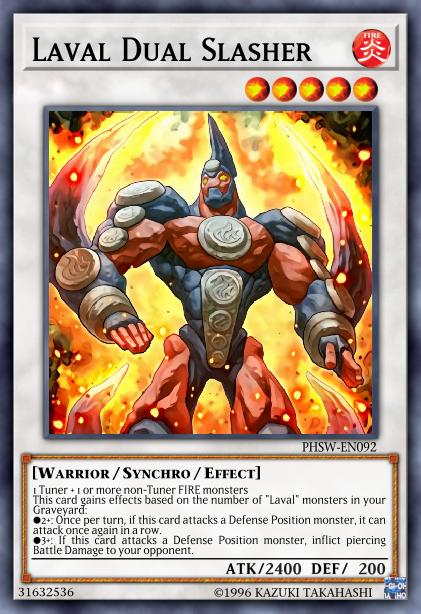 LAVAL DUAL SLASHER
FIRE
炎
PHSW-EN092
[WARRIOR / SYNCHRO / EFFECT]
1 Tuner + 1 or more non-Tuner FIRE monsters
This card gains effects based on the number of "Laval" monsters in your
Graveyard:
●2+: Once per turn, if this card attacks a Defense Position monster, it can
attack once again in a row.
●3+: If this card attacks a Defense Position monster, inflict piercing
Battle Damage to your opponent.
ATK/2400 DEF/ 200
31632536
©1996 KAZUKI TAKAHASHI